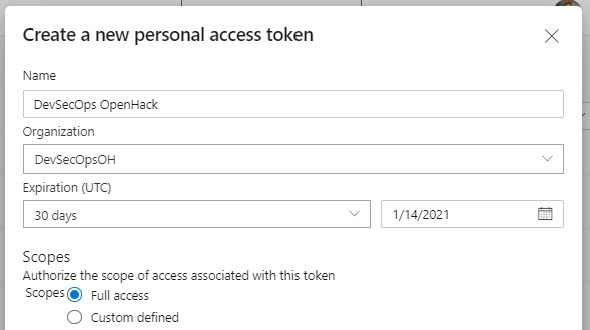 Create a new personal access token
Name
DevSecOps OpenHack
Organization
DevSecOpsOH
Expiration (UTC)
30 days 1/14/2021
Scopes
Authorize the scope of access associated with this token
Scopes Full access
Custom defined